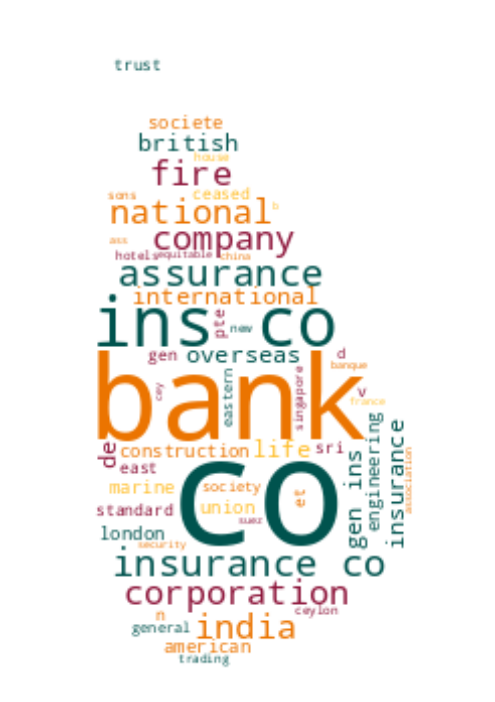 trust
societe
british
house
fire
sons ceased
national b
ass company
hotels equitable china
assurance
international
ins co
pte new
gen overseas d
banque
bank
cey eastern singapore v
france
de construction life sri
east
engineering
insurance
association
gen ins
marine society
standard union
co
suez
london
security
insurance co
corporation
ceylon
n
general india
american
trading